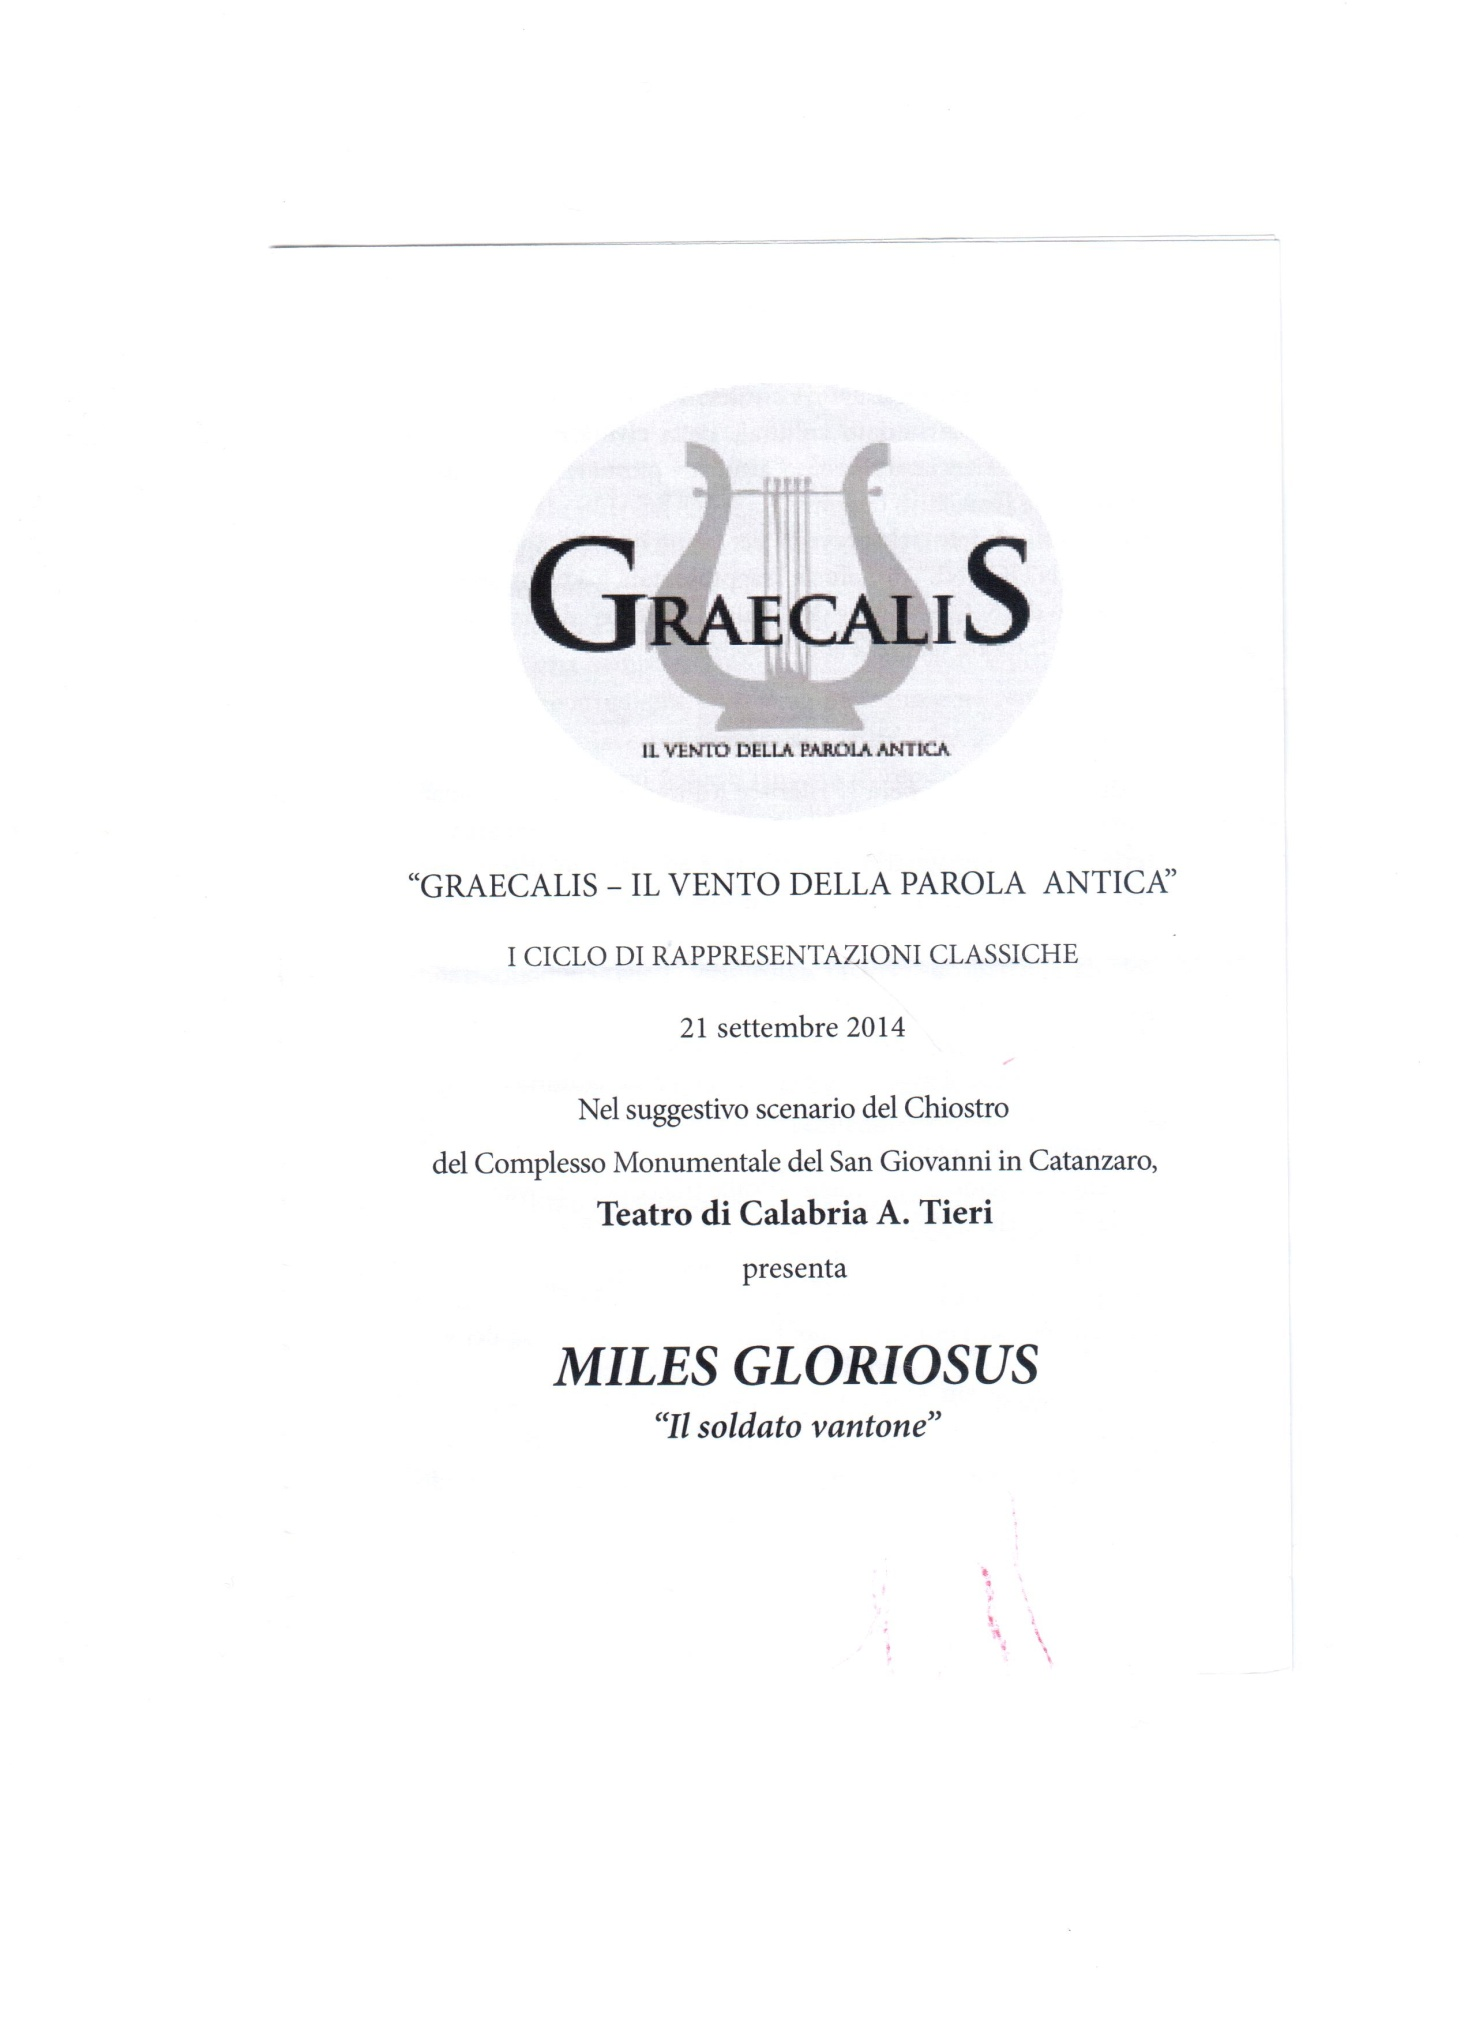 GRAECALIS
IL VENTO DELLA PAROLA ANTICA
“GRAECALIS – IL VENTO DELLA PAROLA ANTICA”
I CICLO DI RAPPRESENTAZIONI CLASSICHE
21 settembre 2014
Nel suggestivo scenario del Chiostro
del Complesso Monumentale del San Giovanni in Catanzaro,
Teatro di Calabria A. Tieri
presenta
MILES GLORIOSUS
“Il soldato vantone”